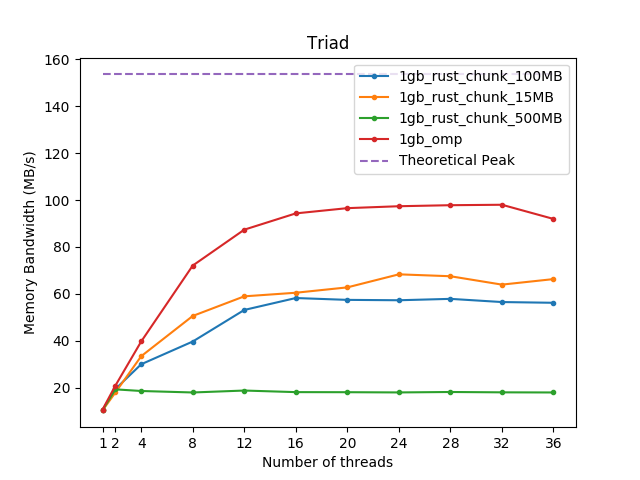 Triad
160
140
120
100
80
60
40
20
Memory Bandwidth (MB/s)
1gb_rust_chunk_100MB
1gb_rust_chunk_15MB
1gb_rust_chunk_500MB
1gb_omp
Theoretical Peak
1 2 4 8 12 16 20 24 28 32 36
Number of threads